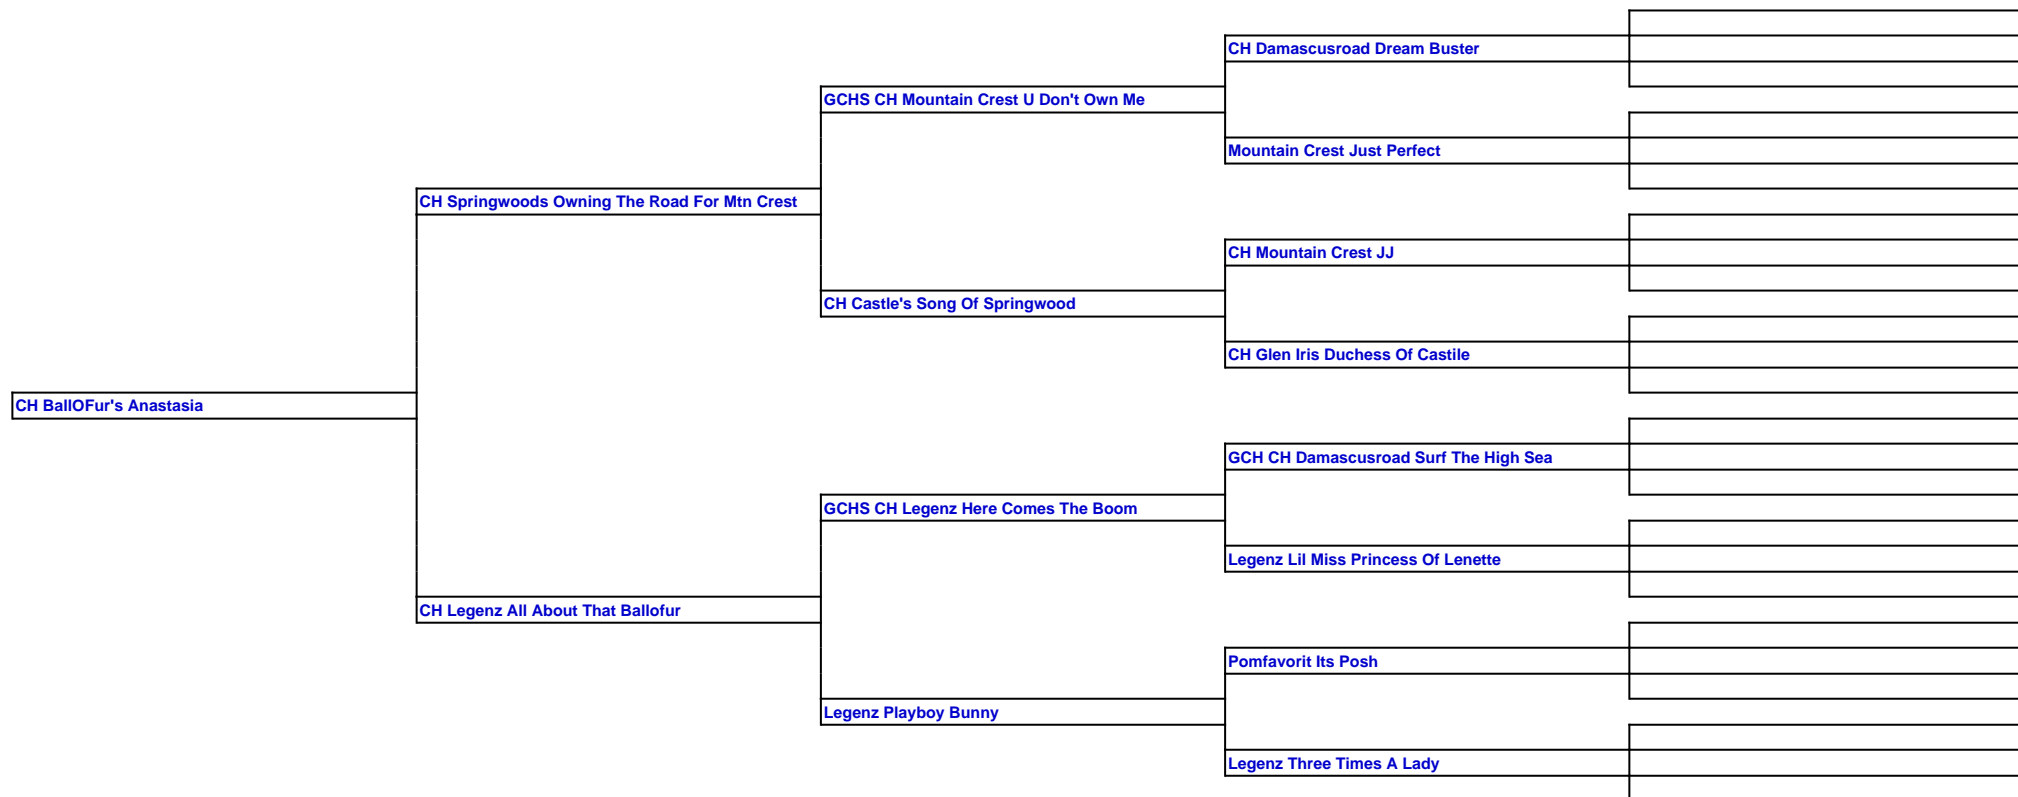 CH Damascusroad Dream Buster
GCHS CH Mountain Crest U Don't Own Me
Mountain Crest Just Perfect
CH Springwoods Owning The Road For Mtn Crest
CH Mountain Crest JJ
CH Castle's Song Of Springwood
CH Glen Iris Duchess Of Castile
CH BallOFur's Anastasia
GCH CH Damascusroad Surf The High Sea
GCHS CH Legenz Here Comes The Boom
Legenz Lil Miss Princess Of Lenette
CH Legenz All About That Ballofur
Pomfavorit Its Posh
Legenz Playboy Bunny
Legenz Three Times A Lady